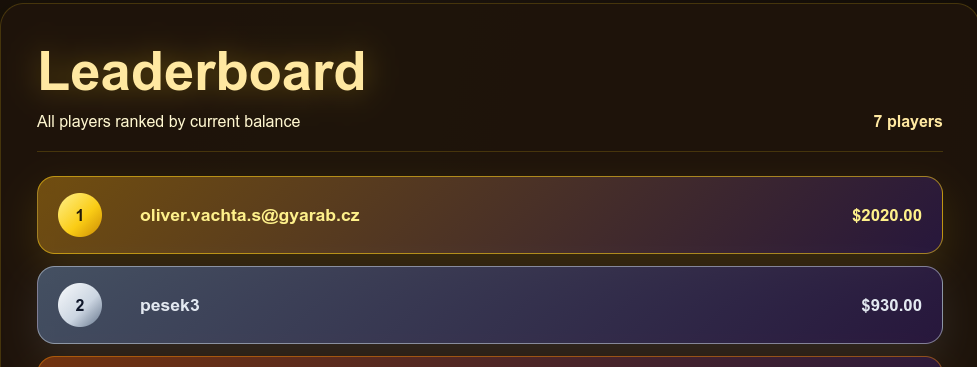 Leaderboard
All players ranked by current balance
7 players
1 oliver.vachta.s@gyarab.cz $2020.00
2 pesek3 $930.00